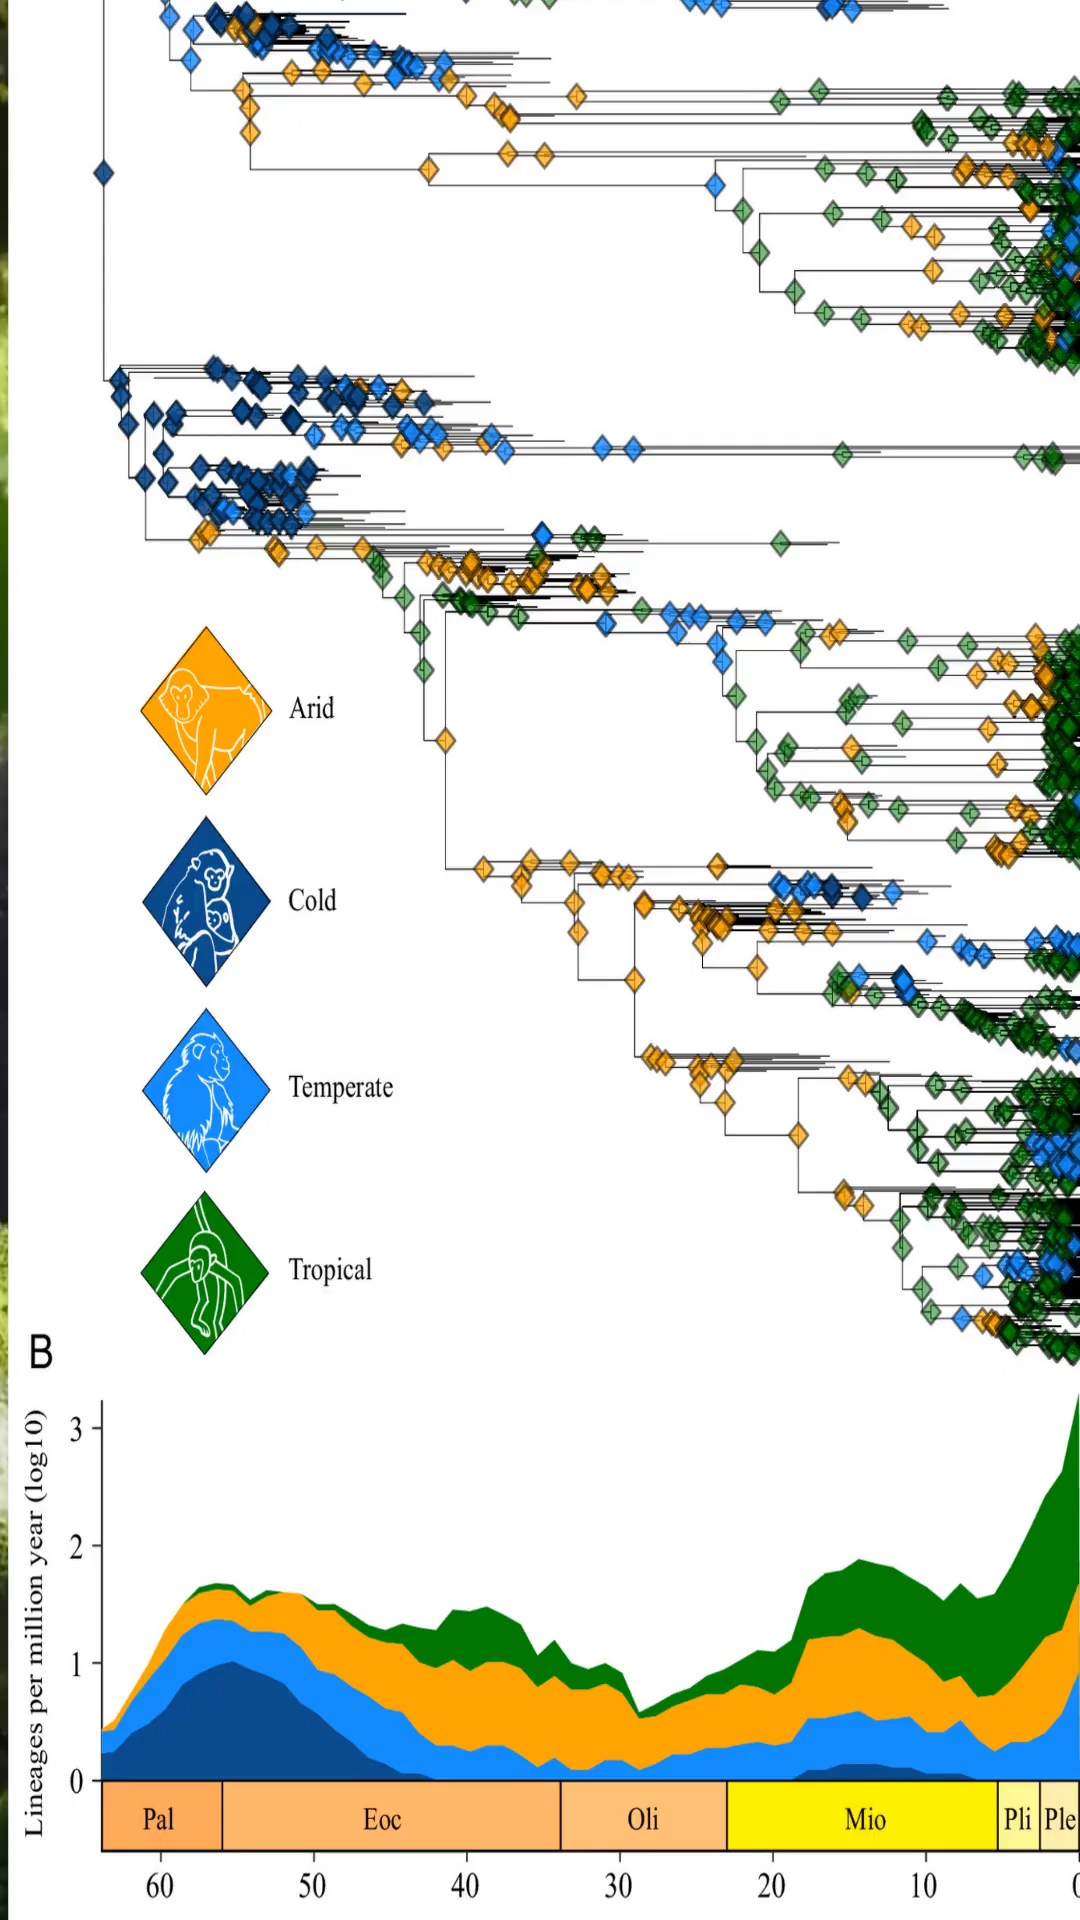 Arid
Cold
Temperate
Tropical
B
Lineages per million year (log10)
3
2
1
0
Pal Eoc Oli Mio Pli Ple
60 50 40 30 20 10 0